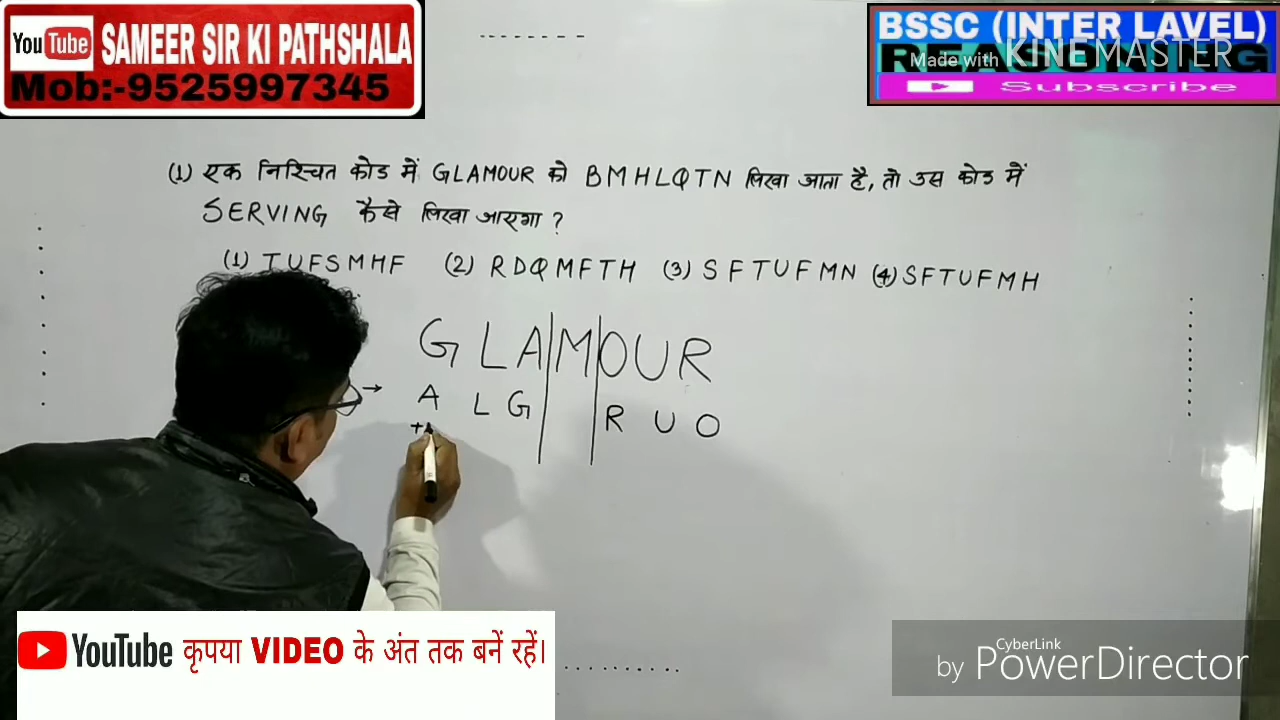 YouTube SAMEER SIR KI PATHSHALA
Mob:-9525997345
BSSC (INTER LAVEL)
REASONING
Made with KINEMASTER
Subscribe
(1) एक निश्चित कोड में GLAMOUR को BMHLQTN लिखा जाता है, तो उस कोड में
SERVING कैसे लिखा जाएगा ?
(1) TUFSMHF (2) RDQMFTH (3) SFTUFMN (4) SFTUFMH
GLAMOUR
→ A L G R U O
YouTube कृपया VIDEO के अंत तक बनें रहें।
CyberLink
by PowerDirector